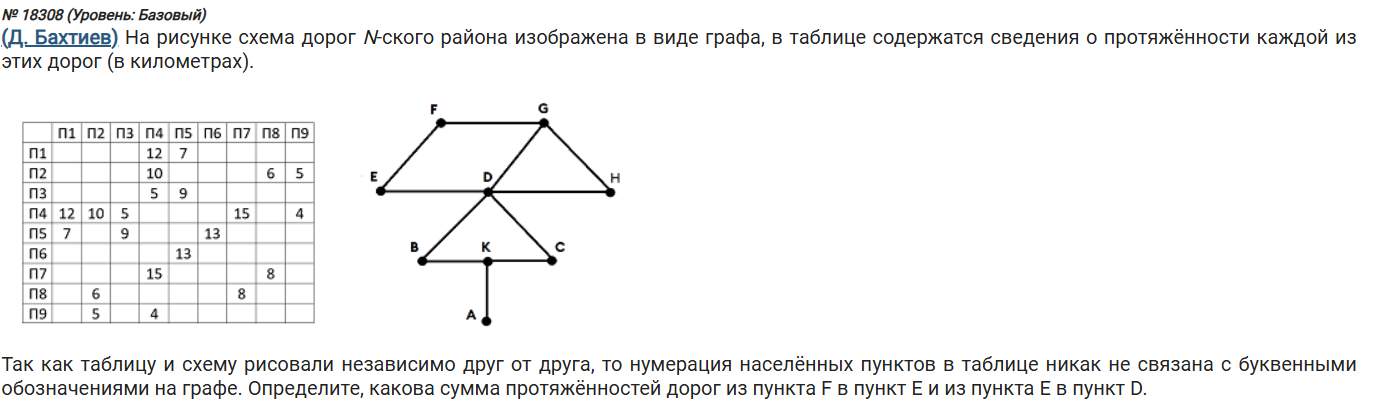 № 18308 (Уровень: Базовый)
(Д. Бахтиев) На рисунке схема дорог N-ского района изображена в виде графа, в таблице содержатся сведения о протяжённости каждой из
этих дорог (в километрах).
П1 П2 П3 П4 П5 П6 П7 П8 П9
П1 12 7
П2 10 6 5
П3 5 9
П4 12 10 5 15 4
П5 7 9 13
П6 13
П7 15 8
П8 6 8
П9 5 4
F G
E D H
B K C
A
Так как таблицу и схему рисовали независимо друг от друга, то нумерация населённых пунктов в таблице никак не связана с буквенными
обозначениями на графе. Определите, какова сумма протяжённостей дорог из пункта F в пункт E и из пункта E в пункт D.